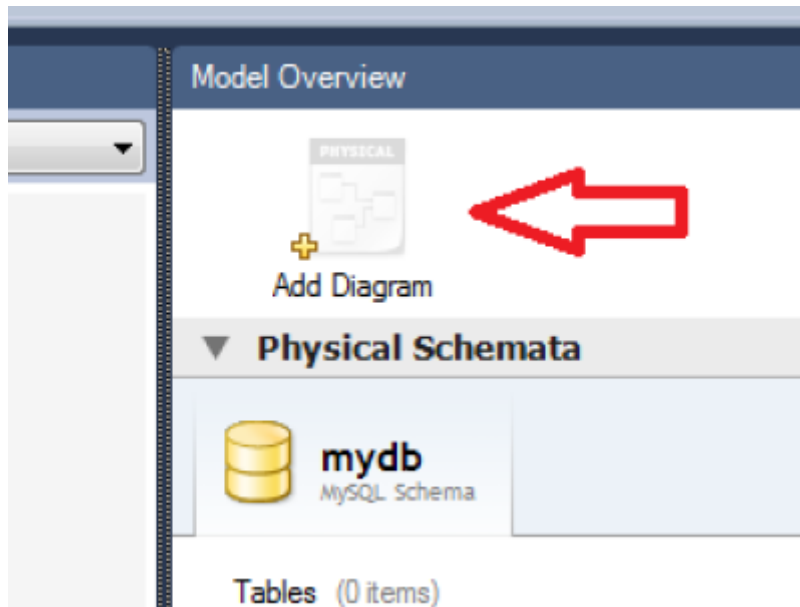 Model Overview
PHYSICAL
Add Diagram
Physical Schemata
mydb
MySQL Schema
Tables (0 items)